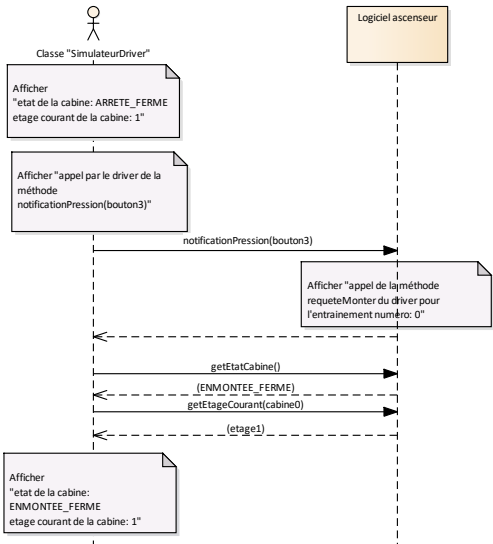 Logiciel ascenseur
Classe "SimulateurDriver"
Afficher
"etat de la cabine: ARRETE_FERME
etage courant de la cabine: 1"
Afficher "appel par le driver de la
méthode
notificationPression(bouton3)"
notificationPression(bouton3)
Afficher "appel de la méthode
requeteMonter du driver pour
l'entrainement numéro: 0"
getEtatCabine()
(ENMONTEE_FERME)
getEtageCourant(cabine0)
(etage1)
Afficher
"etat de la cabine:
ENMONTEE_FERME
etage courant de la cabine: 1"